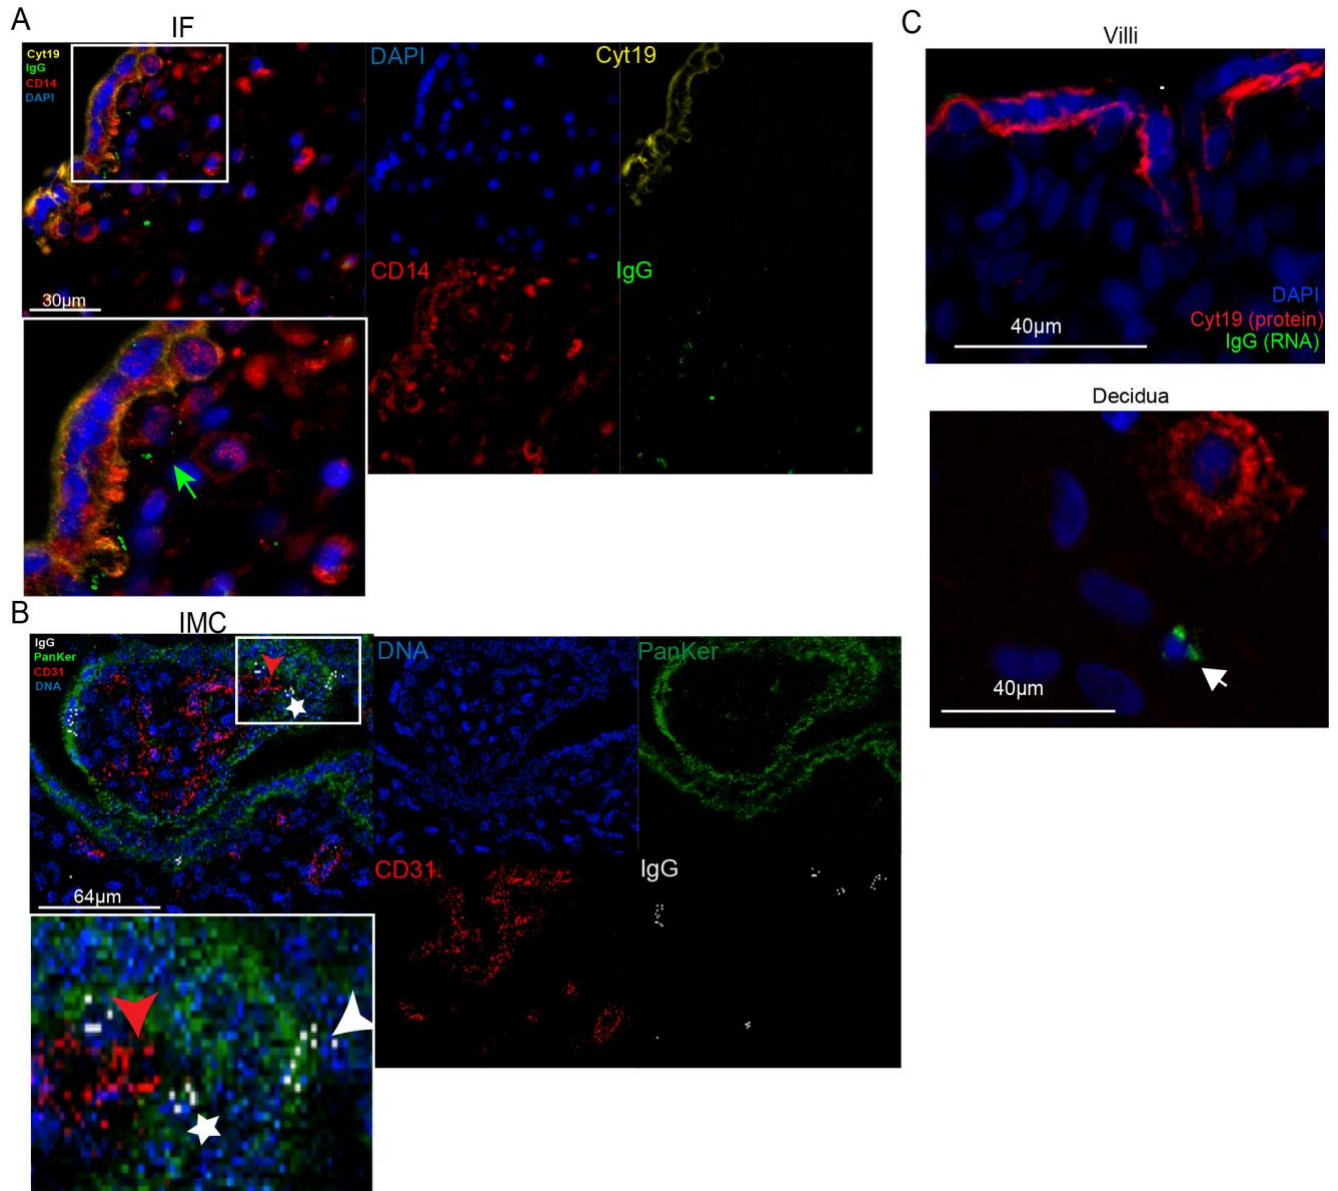 A
IF
Cyt19
IgG
CD14
DAPI
30μm
DAPI
Cyt19
CD14
IgG
B
IMC
IgG
PanKer
CD31
DNA
64μm
DNA
PanKer
CD31
IgG
C
Villi
DAPI
Cyt19 (protein)
IgG (RNA)
40μm
Decidua
40μm